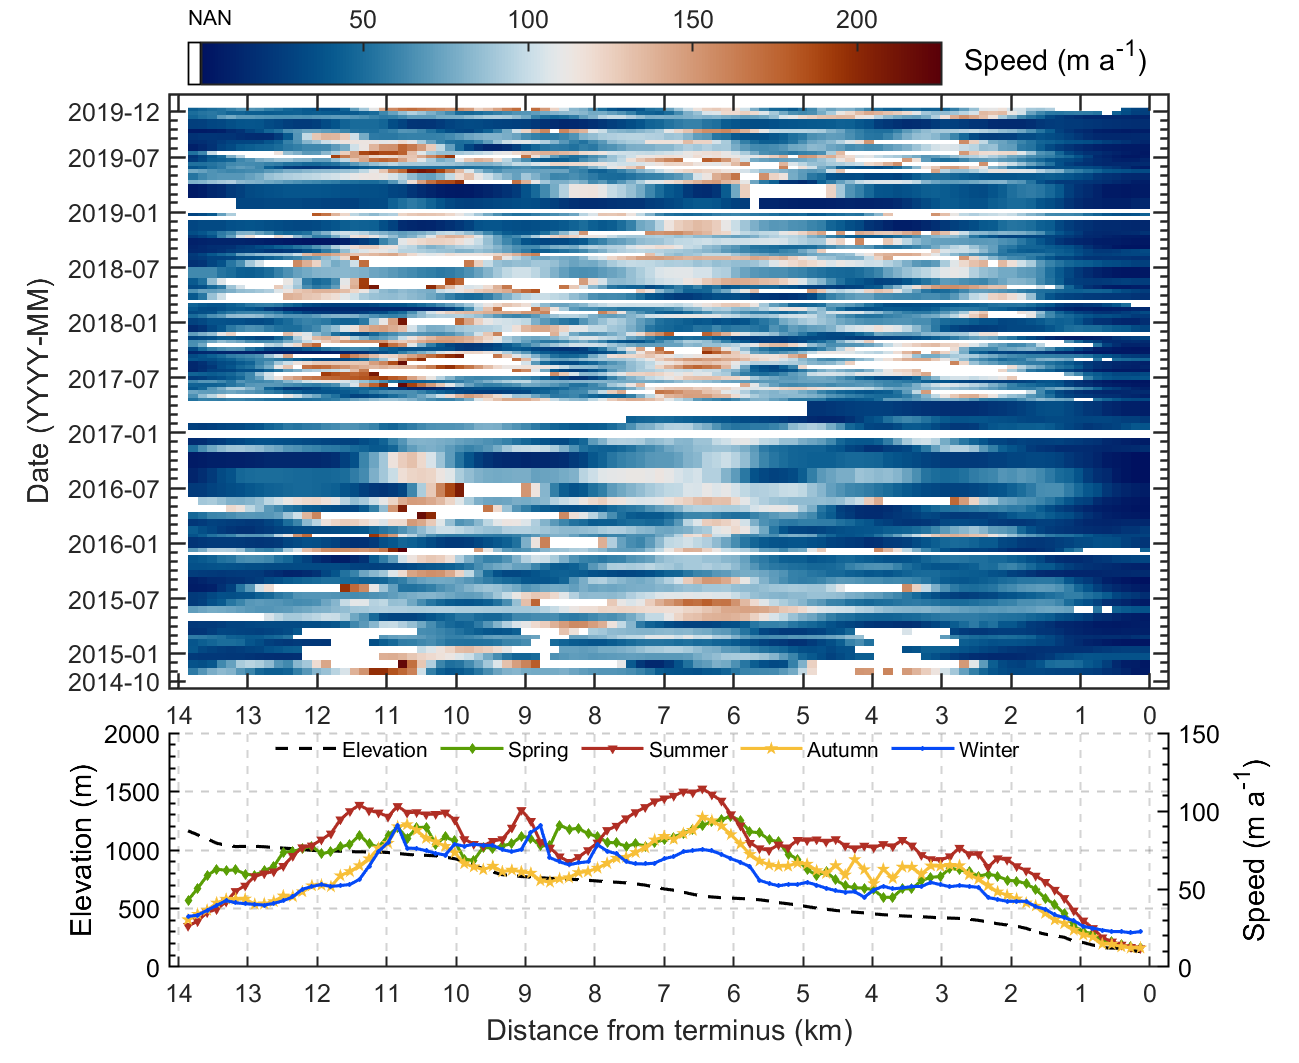 NAN 50 100 150 200
Speed (m a⁻¹)
2019-12
2019-07
2019-01
2018-07
2018-01
2017-07
2017-01
2016-07
2016-01
2015-07
2015-01
2014-10
Date (YYYY-MM)
14 13 12 11 10 9 8 7 6 5 4 3 2 1 0
2000
1500
1000
500
0
Elevation (m)
Elevation Spring Summer Autumn Winter
150
100
50
0
Speed (m a⁻¹)
14 13 12 11 10 9 8 7 6 5 4 3 2 1 0
Distance from terminus (km)